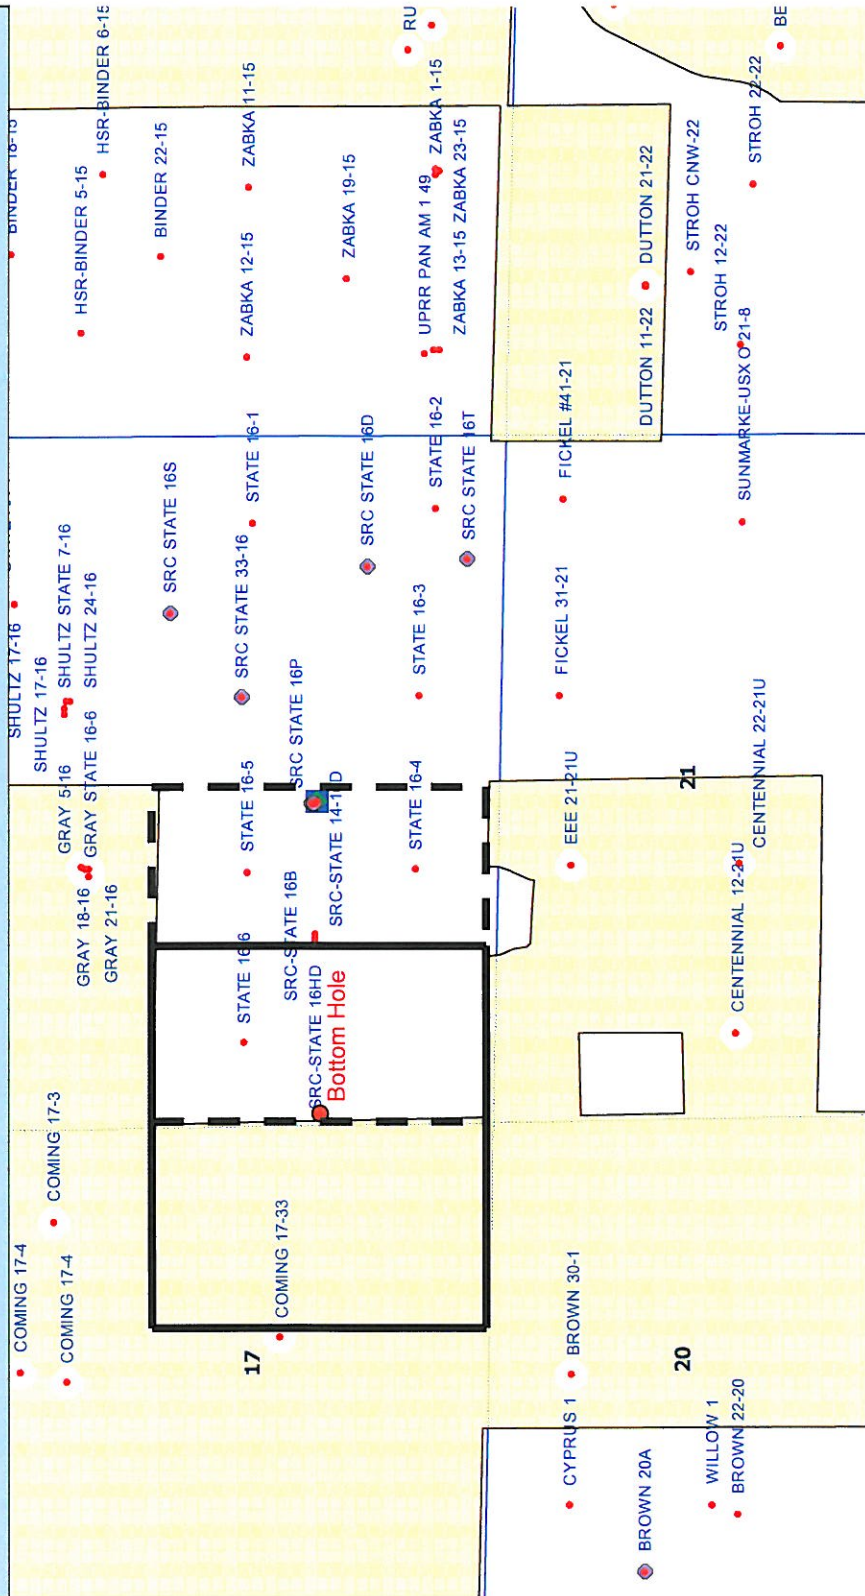 BINDER 18-15
HSR-BINDER 6-15
HSR-BINDER 5-15
BINDER 22-15
ZABKA 11-15
ZABKA 12-15
ZABKA 19-15
RU
ZABKA 1-15
UPRR PAN AM 1 49
ZABKA 13-15
ZABKA 23-15
BE
STROH 22-22
STROH CNW-22
DUTTON 21-22
DUTTON 11-22
STROH 12-22
SUNMARKE-USX O 21-8
FICKEL #41-21
FICKEL 31-21
STATE 16-1
STATE 16-2
SRC STATE 16D
SRC STATE 16T
SRC STATE 16S
SRC STATE 33-16
STATE 16-3
SHULTZ 17-16
SHULTZ 17-16
SHULTZ STATE 7-16
SHULTZ 24-16
GRAY 5-16
GRAY STATE 16-6
GRAY 18-16
GRAY 21-16
STATE 16-5
SRC STATE 16P
STATE 16-4
SRC-STATE 16B
STATE 16-6
SRC-STATE 16HD
Bottom Hole
EEE 21-21U
21
CENTENNIAL 22-21U
CENTENNIAL 12-21U
COMING 17-3
COMING 17-4
COMING 17-4
COMING 17-33
17
BROWN 30-1
20
CYPRUS 1
WILLOW 1
BROWN 22-20
BROWN 20A